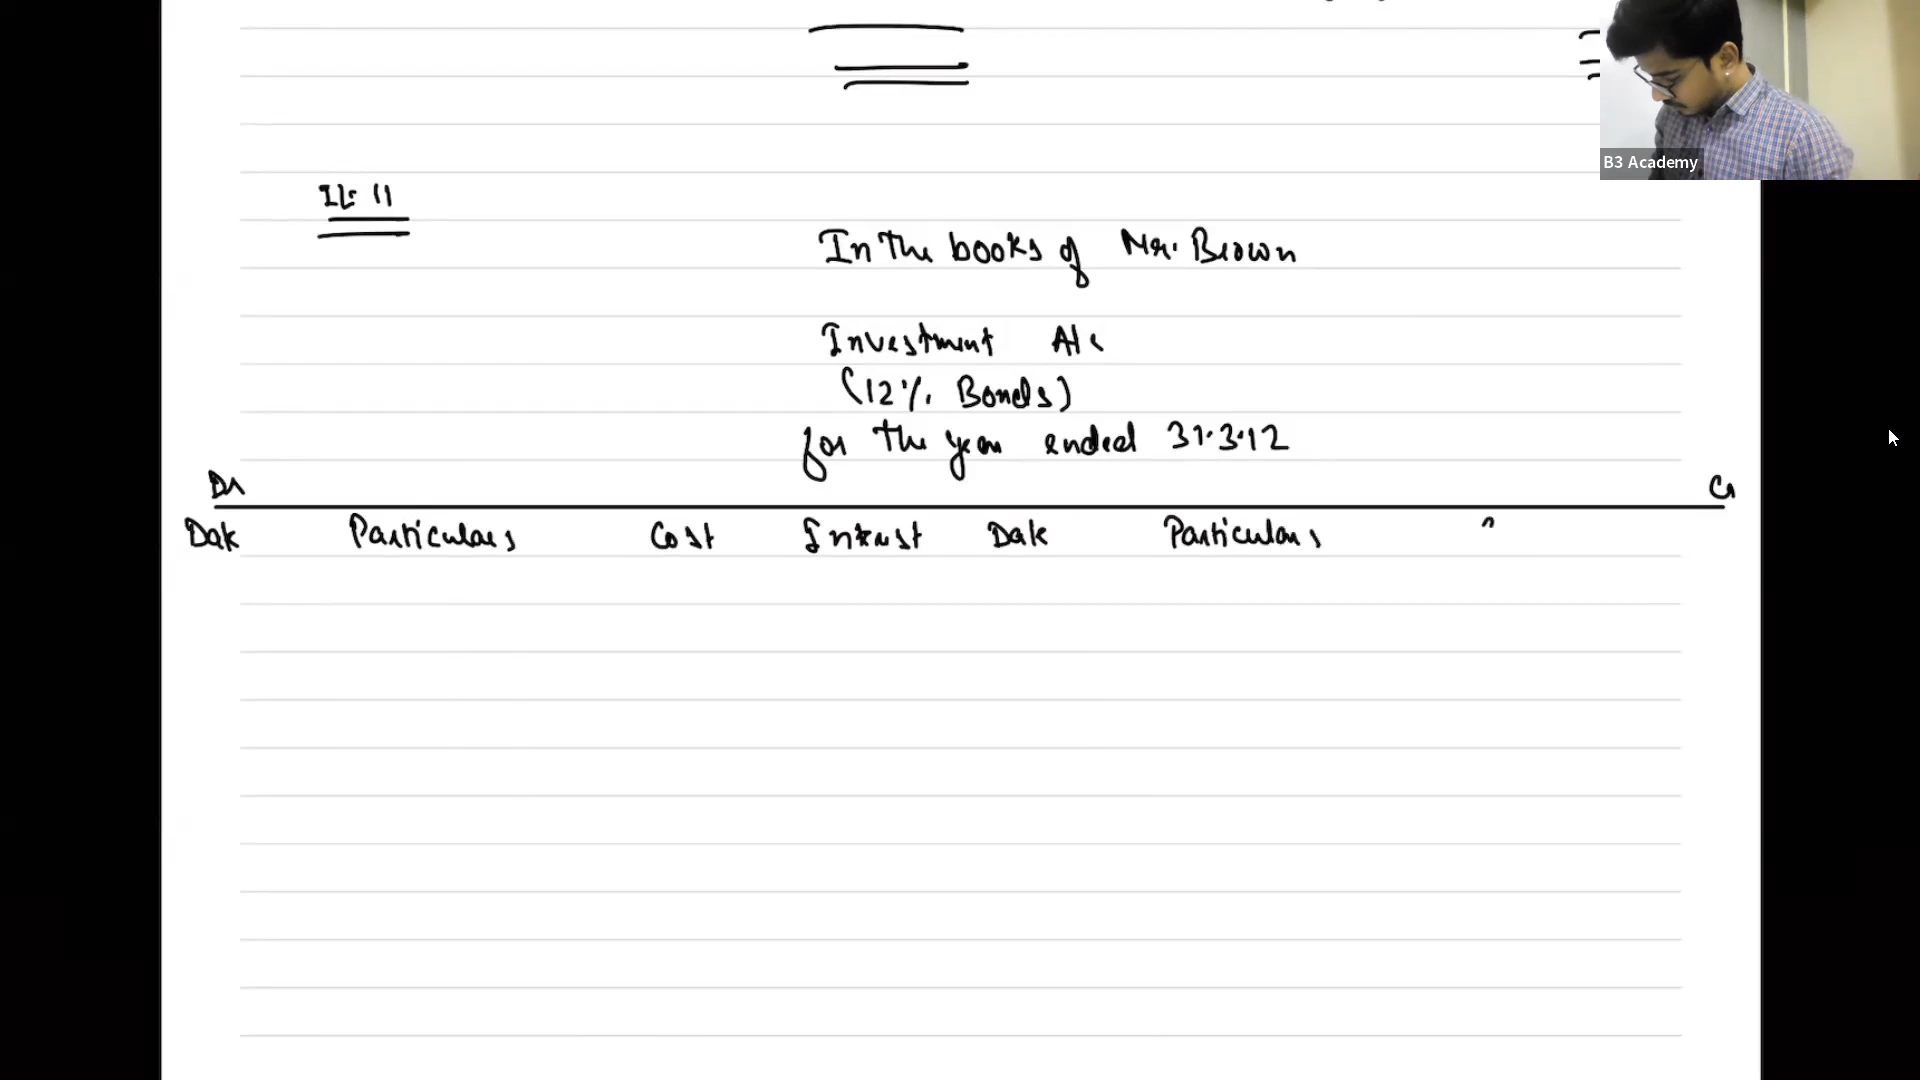 B3 Academy
Ill: 11
In the books of Mr. Brown
Investment A/c
(12% Bonds)
for the year ended 31.3.12
Dr Cr
Date Particulars Cost Interest Date Particulars